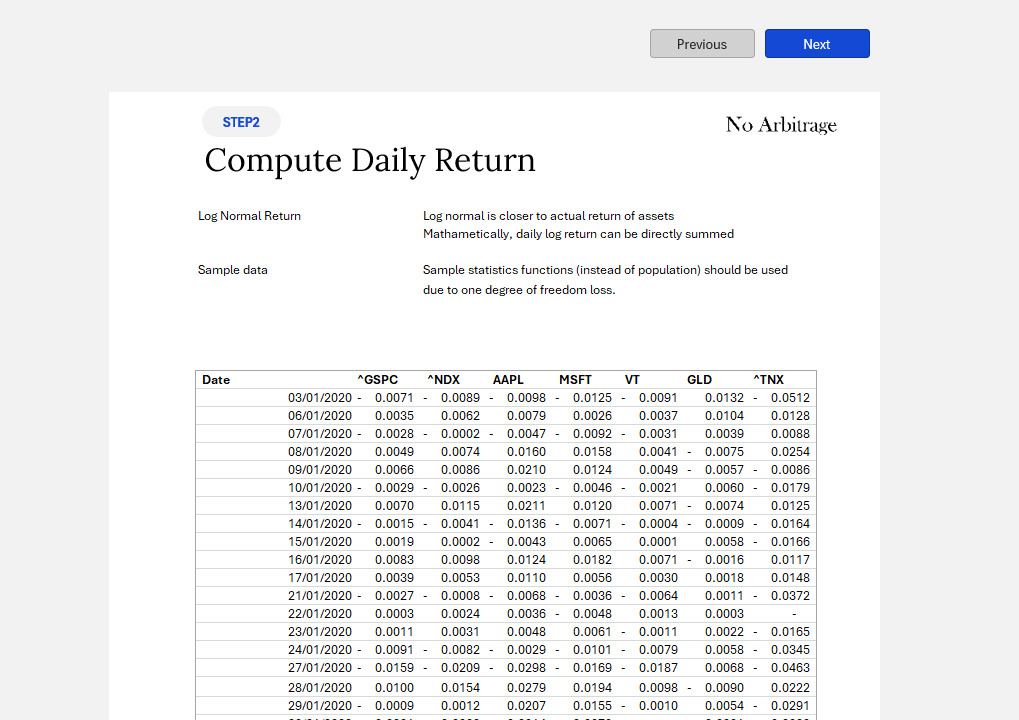 Previous Next
STEP2
No Arbitrage
Compute Daily Return
Log Normal Return Log normal is closer to actual return of assets
Mathametically, daily log return can be directly summed
Sample data Sample statistics functions (instead of population) should be used
due to one degree of freedom loss.
Date ^GSPC ^NDX AAPL MSFT VT GLD ^TNX
03/01/2020 - 0.0071 - 0.0089 - 0.0098 - 0.0125 - 0.0091 0.0132 - 0.0512
06/01/2020 0.0035 0.0062 0.0079 0.0026 0.0037 0.0104 0.0128
07/01/2020 - 0.0028 - 0.0002 - 0.0047 - 0.0092 - 0.0031 0.0039 0.0088
08/01/2020 0.0049 0.0074 0.0160 0.0158 0.0041 - 0.0075 0.0254
09/01/2020 0.0066 0.0086 0.0210 0.0124 0.0049 - 0.0057 - 0.0086
10/01/2020 - 0.0029 - 0.0026 0.0023 - 0.0046 - 0.0021 0.0060 - 0.0179
13/01/2020 0.0070 0.0115 0.0211 0.0120 0.0071 - 0.0074 0.0125
14/01/2020 - 0.0015 - 0.0041 - 0.0136 - 0.0071 - 0.0004 - 0.0009 - 0.0164
15/01/2020 0.0019 0.0002 - 0.0043 0.0065 0.0001 0.0058 - 0.0166
16/01/2020 0.0083 0.0098 0.0124 0.0182 0.0071 - 0.0016 0.0117
17/01/2020 0.0039 0.0053 0.0110 0.0056 0.0030 0.0018 0.0148
21/01/2020 - 0.0027 - 0.0008 - 0.0068 - 0.0036 - 0.0064 0.0011 - 0.0372
22/01/2020 0.0003 0.0024 0.0036 - 0.0048 0.0013 0.0003 -
23/01/2020 0.0011 0.0031 0.0048 0.0061 - 0.0011 0.0022 - 0.0165
24/01/2020 - 0.0091 - 0.0082 - 0.0029 - 0.0101 - 0.0079 0.0058 - 0.0345
27/01/2020 - 0.0159 - 0.0209 - 0.0298 - 0.0169 - 0.0187 0.0068 - 0.0463
28/01/2020 0.0100 0.0154 0.0279 0.0194 0.0098 - 0.0090 0.0222
29/01/2020 - 0.0009 0.0012 0.0207 0.0155 - 0.0010 0.0054 - 0.0291